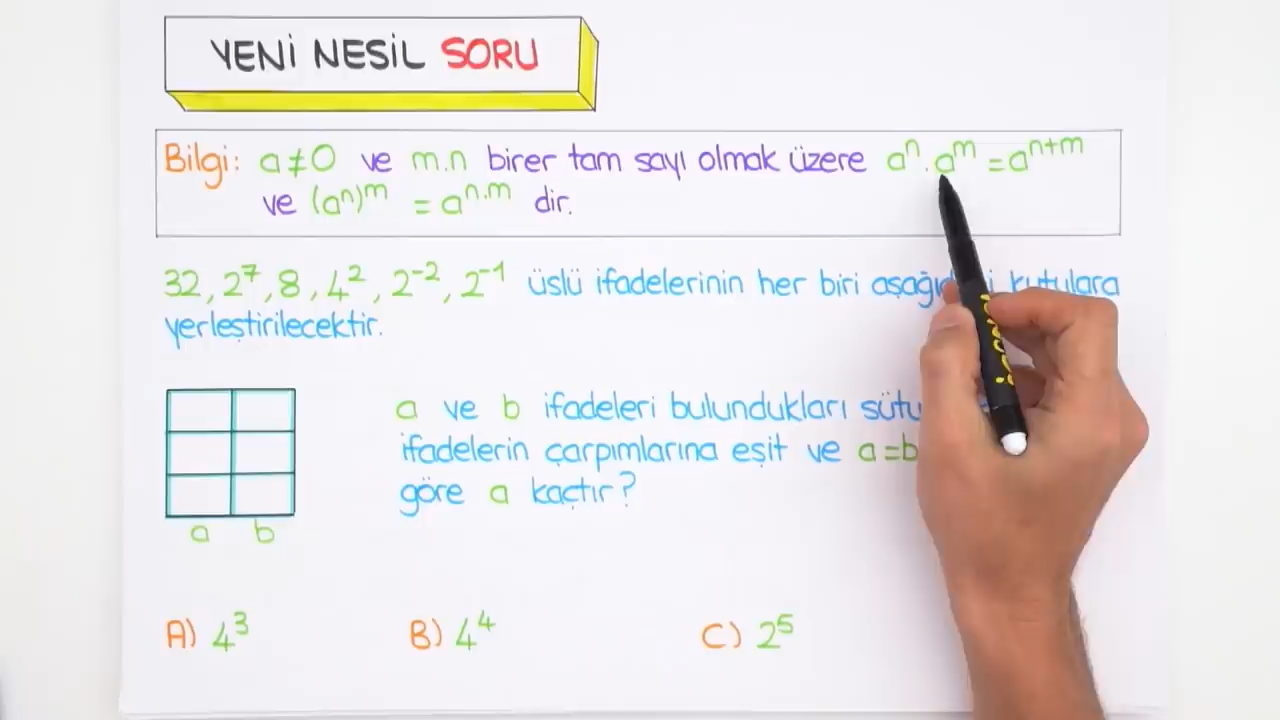 YENİ NESİL SORU
Bilgi: a≠0 ve m.n birer tam sayı olmak üzere aⁿ.aᵐ = aⁿ⁺ᵐ
ve (aⁿ)ᵐ = aⁿ·ᵐ dir.
32, 2⁷, 8, 4², 2⁻², 2⁻¹ üslü ifadelerinin her biri kutulara
yerleştirilecektir.
a ve b ifadeleri bulundukları
ifadelerin çarpımlarına eşit ve a=b
göre a kaçtır?
a b
A) 4³ B) 4⁴ C) 2⁵